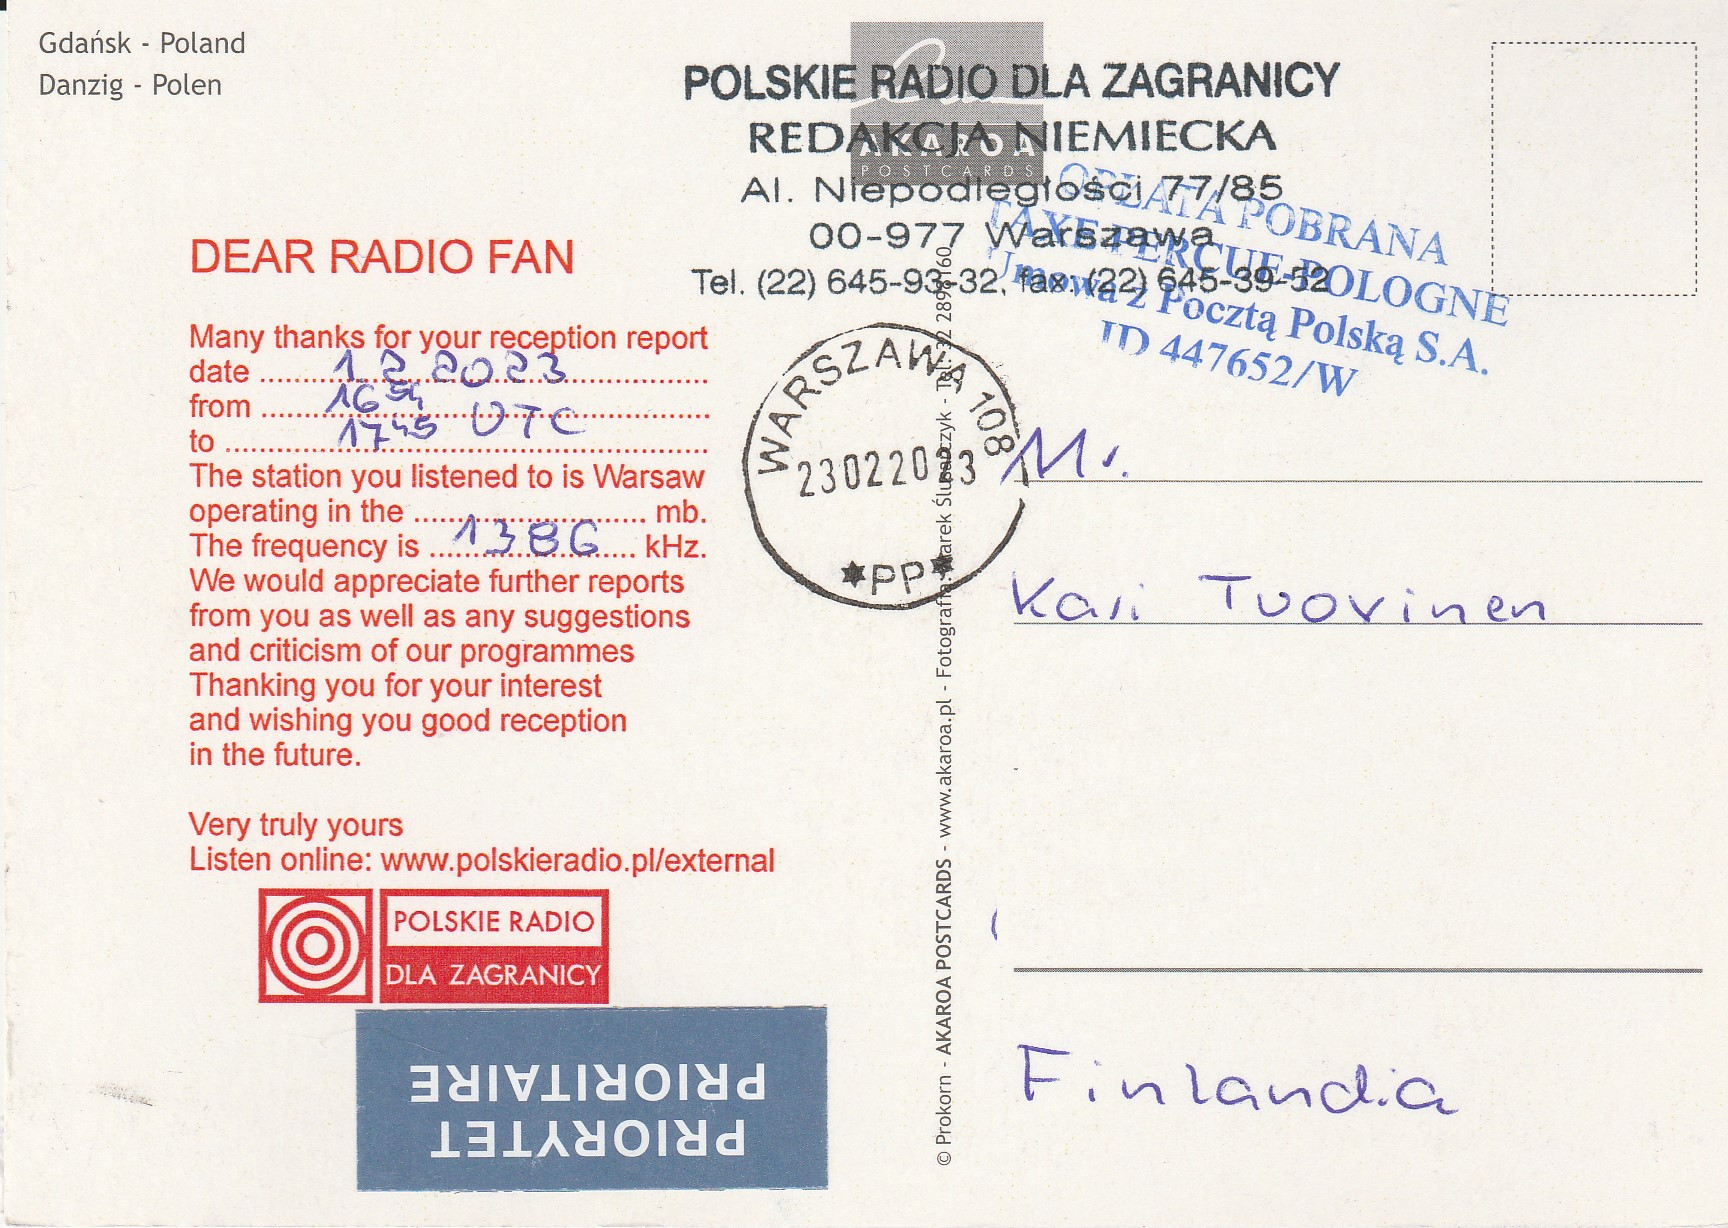 Gdańsk - Poland
Danzig - Polen
AKAROA
POSTCARDS
POLSKIE RADIO DLA ZAGRANICY
REDAKCJA NIEMIECKA
Al. Niepodległości 77/85
00-977 Warszawa
Tel. (22) 645-93-32, fax: (22) 645-39-52
OPŁATA POBRANA
TAXE PERCUE-POLOGNE
Umowa z Pocztą Polską S.A.
ID 447652/W
DEAR RADIO FAN
Many thanks for your reception report
date 1 2 2023
from 16 54
to 17 45 UTC
The station you listened to is Warsaw
operating in the ........................ mb.
The frequency is 1386 kHz.
We would appreciate further reports
from you as well as any suggestions
and criticism of our programmes
Thanking you for your interest
and wishing you good reception
in the future.
Very truly yours
Listen online: www.polskieradio.pl/external
POLSKIE RADIO
DLA ZAGRANICY
PRIORYTET
PRIORITAIRE
WARSZAWA 108
23022023
*PP*
© Prokorn - AKAROA POSTCARDS - www.akaroa.pl - Fotografia: Marek - Tel.
Mr.
Kari Tuovinen
Finlandia